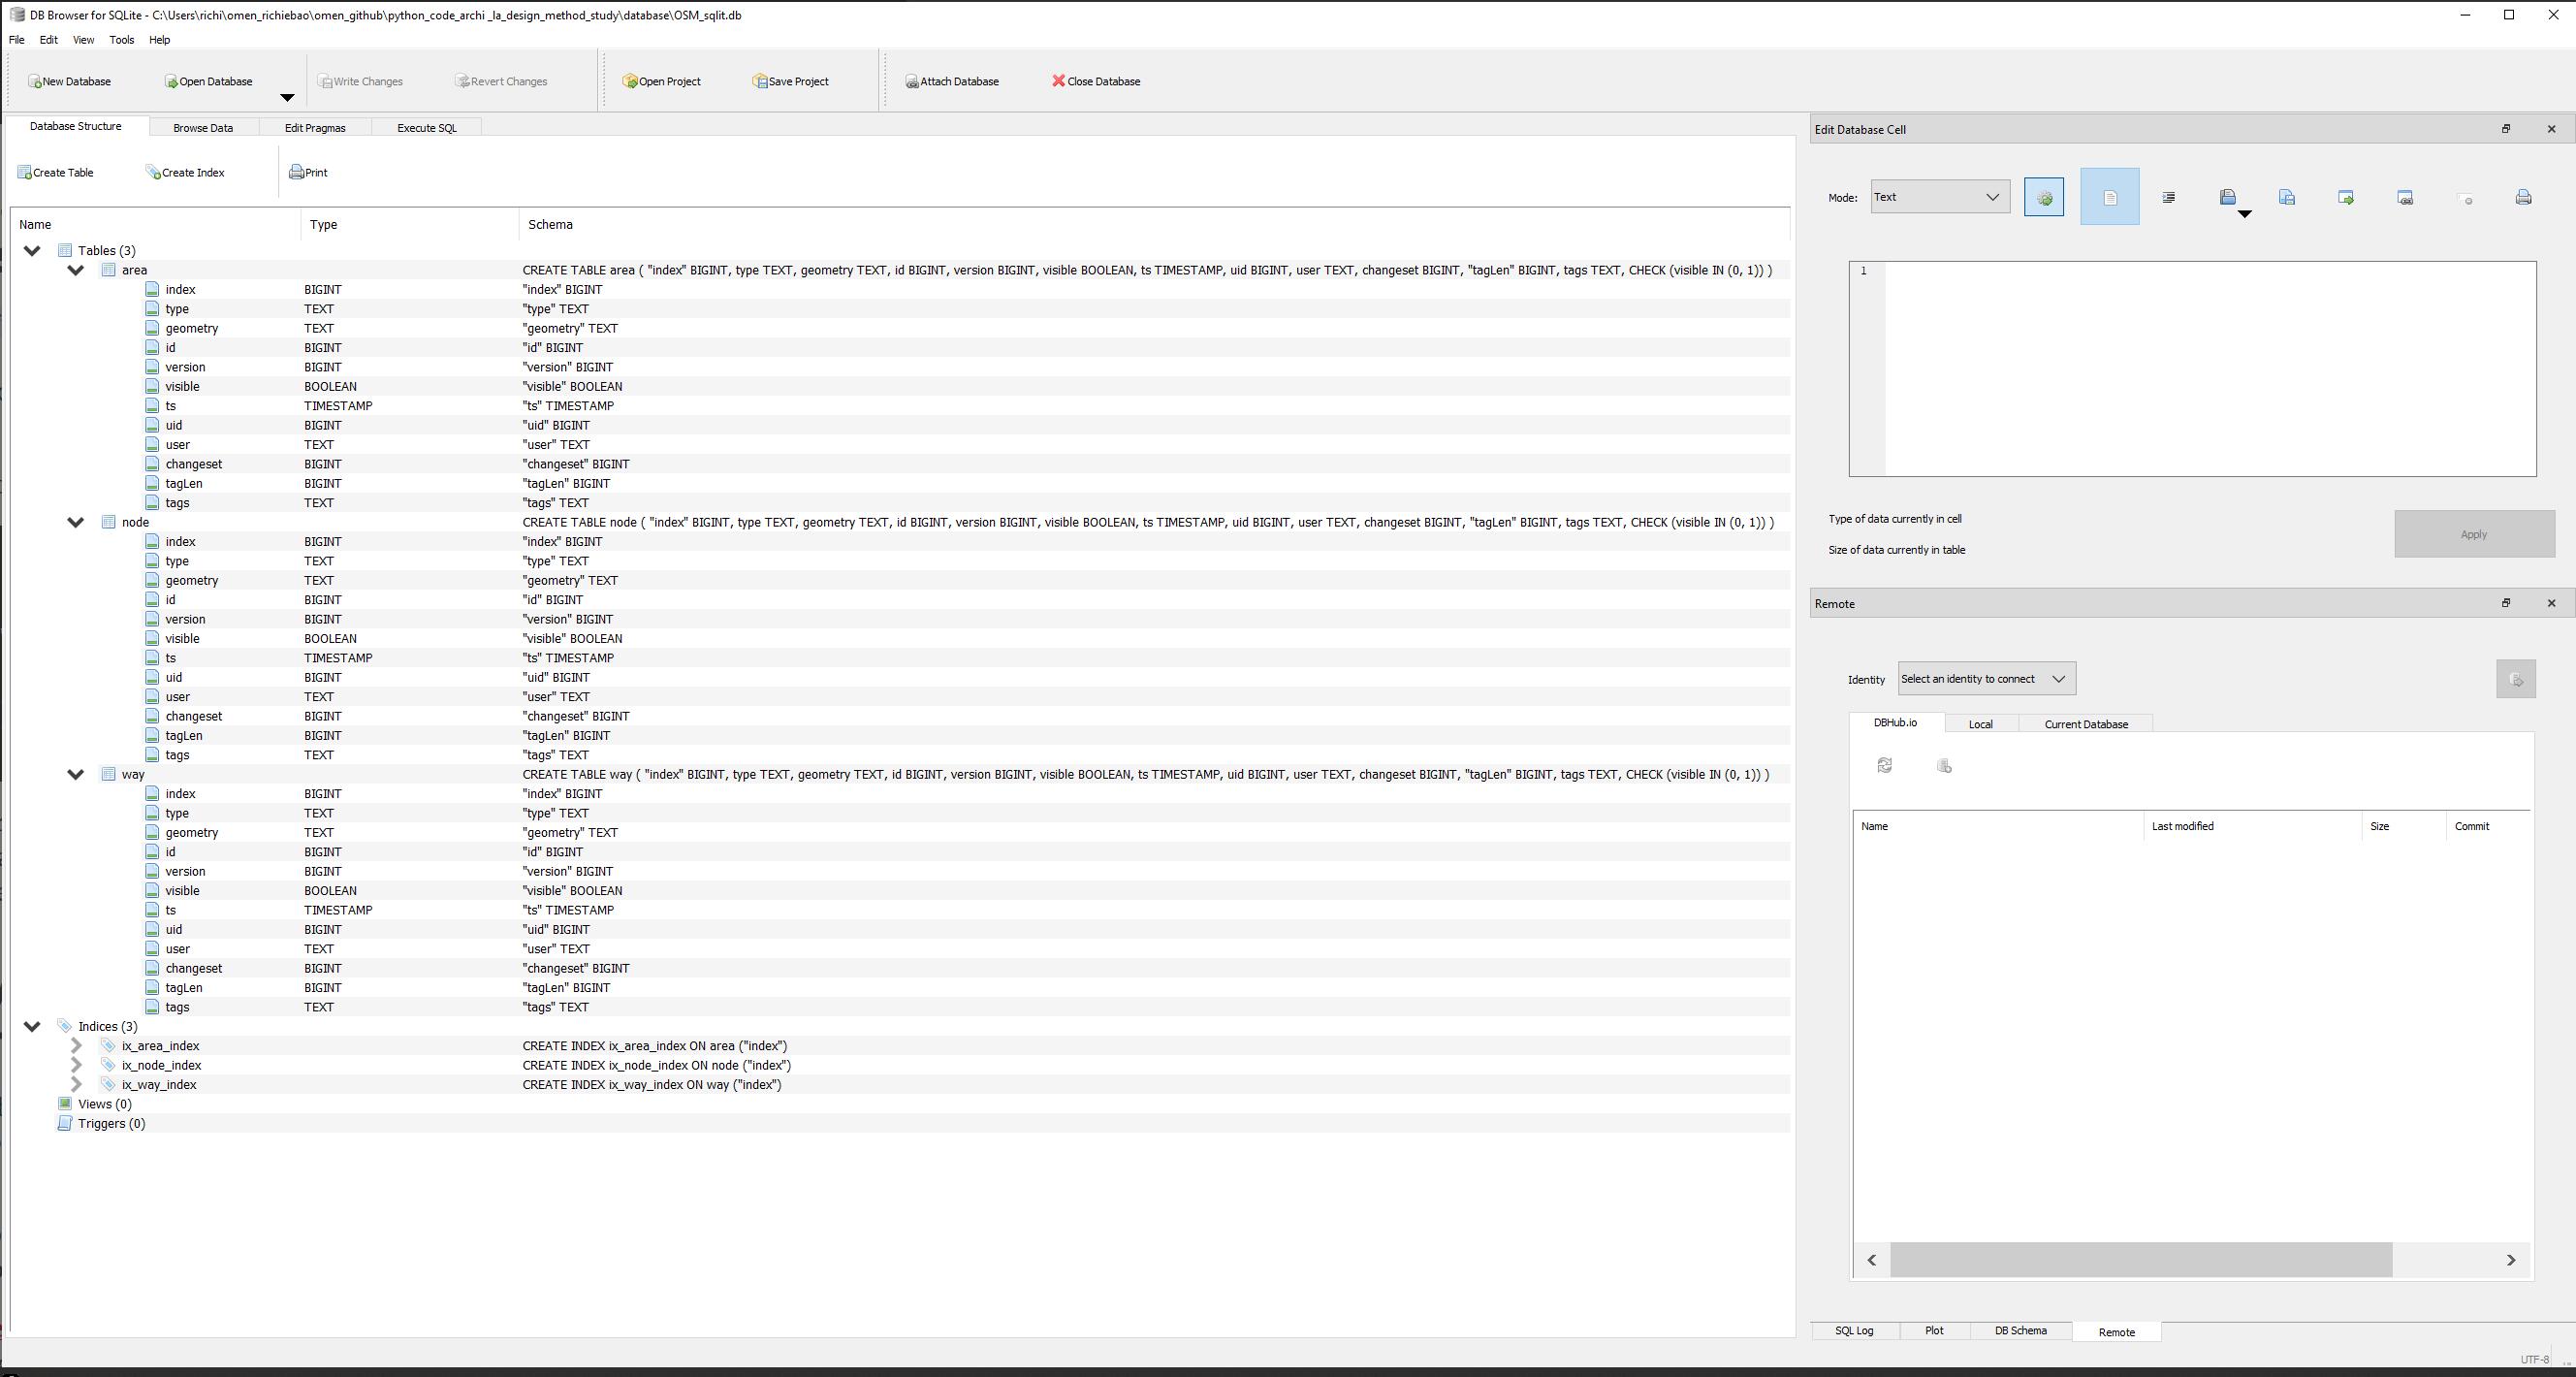 DB Browser for SQLite - C:\Users\richi\omen_richiebao\omen_github\python_code_archi _la_design_method_study\database\OSM_sqlit.db
File Edit View Tools Help
New Database Open Database Write Changes Revert Changes Open Project Save Project Attach Database Close Database
Database Structure Browse Data Edit Pragmas Execute SQL
Create Table Create Index Print
Name Type Schema
Tables (3)
area CREATE TABLE area ( "index" BIGINT, type TEXT, geometry TEXT, id BIGINT, version BIGINT, visible BOOLEAN, ts TIMESTAMP, uid BIGINT, user TEXT, changeset BIGINT, "tagLen" BIGINT, tags TEXT, CHECK (visible IN (0, 1)) )
index BIGINT "index" BIGINT
type TEXT "type" TEXT
geometry TEXT "geometry" TEXT
id BIGINT "id" BIGINT
version BIGINT "version" BIGINT
visible BOOLEAN "visible" BOOLEAN
ts TIMESTAMP "ts" TIMESTAMP
uid BIGINT "uid" BIGINT
user TEXT "user" TEXT
changeset BIGINT "changeset" BIGINT
tagLen BIGINT "tagLen" BIGINT
tags TEXT "tags" TEXT
node CREATE TABLE node ( "index" BIGINT, type TEXT, geometry TEXT, id BIGINT, version BIGINT, visible BOOLEAN, ts TIMESTAMP, uid BIGINT, user TEXT, changeset BIGINT, "tagLen" BIGINT, tags TEXT, CHECK (visible IN (0, 1)) )
index BIGINT "index" BIGINT
type TEXT "type" TEXT
geometry TEXT "geometry" TEXT
id BIGINT "id" BIGINT
version BIGINT "version" BIGINT
visible BOOLEAN "visible" BOOLEAN
ts TIMESTAMP "ts" TIMESTAMP
uid BIGINT "uid" BIGINT
user TEXT "user" TEXT
changeset BIGINT "changeset" BIGINT
tagLen BIGINT "tagLen" BIGINT
tags TEXT "tags" TEXT
way CREATE TABLE way ( "index" BIGINT, type TEXT, geometry TEXT, id BIGINT, version BIGINT, visible BOOLEAN, ts TIMESTAMP, uid BIGINT, user TEXT, changeset BIGINT, "tagLen" BIGINT, tags TEXT, CHECK (visible IN (0, 1)) )
index BIGINT "index" BIGINT
type TEXT "type" TEXT
geometry TEXT "geometry" TEXT
id BIGINT "id" BIGINT
version BIGINT "version" BIGINT
visible BOOLEAN "visible" BOOLEAN
ts TIMESTAMP "ts" TIMESTAMP
uid BIGINT "uid" BIGINT
user TEXT "user" TEXT
changeset BIGINT "changeset" BIGINT
tagLen BIGINT "tagLen" BIGINT
tags TEXT "tags" TEXT
Indices (3)
ix_area_index CREATE INDEX ix_area_index ON area ("index")
ix_node_index CREATE INDEX ix_node_index ON node ("index")
ix_way_index CREATE INDEX ix_way_index ON way ("index")
Views (0)
Triggers (0)
Edit Database Cell
Mode: Text
1
Type of data currently in cell
Size of data currently in table
Apply
Remote
Identity Select an identity to connect
DBHub.io Local Current Database
Name Last modified Size Commit
SQL Log Plot DB Schema Remote
UTF-8